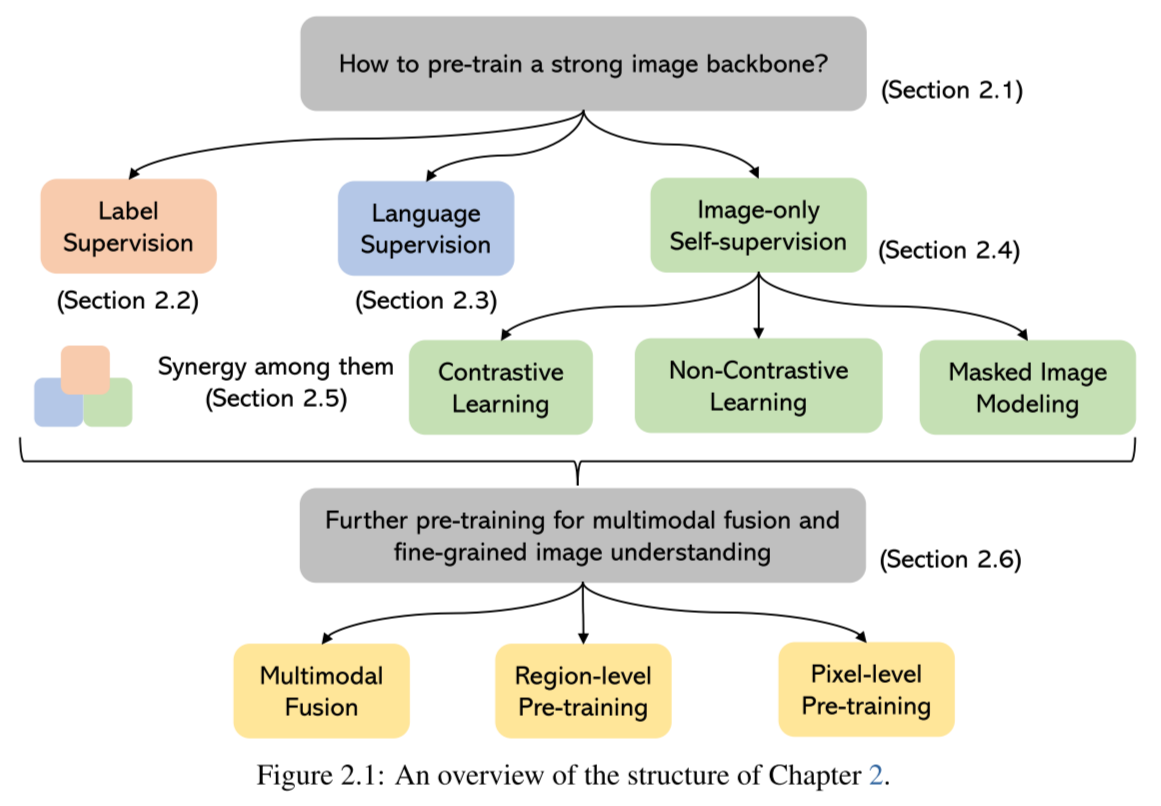 How to pre-train a strong image backbone?
(Section 2.1)
Label
Supervision
(Section 2.2)
Language
Supervision
(Section 2.3)
Image-only
Self-supervision
(Section 2.4)
Synergy among them
(Section 2.5)
Contrastive
Learning
Non-Contrastive
Learning
Masked Image
Modeling
Further pre-training for multimodal fusion and
fine-grained image understanding
(Section 2.6)
Multimodal
Fusion
Region-level
Pre-training
Pixel-level
Pre-training
Figure 2.1: An overview of the structure of Chapter 2.